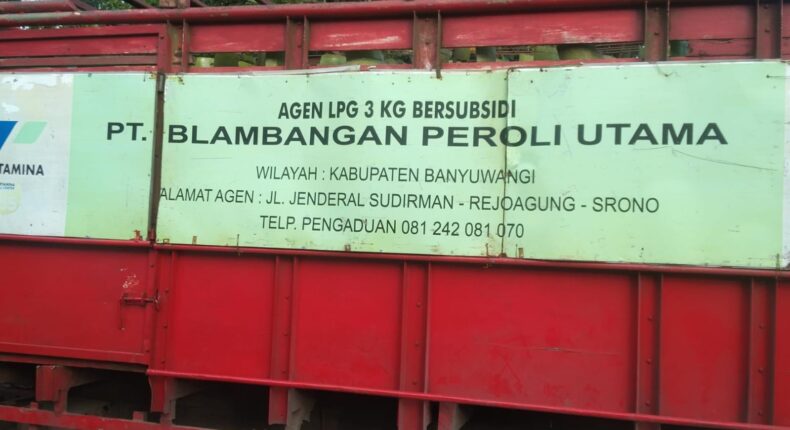 AGEN LPG 3 KG BERSUBSIDI
PT. BLAMBANGAN PEROLI UTAMA
WILAYAH : KABUPATEN BANYUWANGI
ALAMAT AGEN : JL. JENDERAL SUDIRMAN - REJOAGUNG - SRONO
TELP. PENGADUAN 081 242 081 070
TAMINA